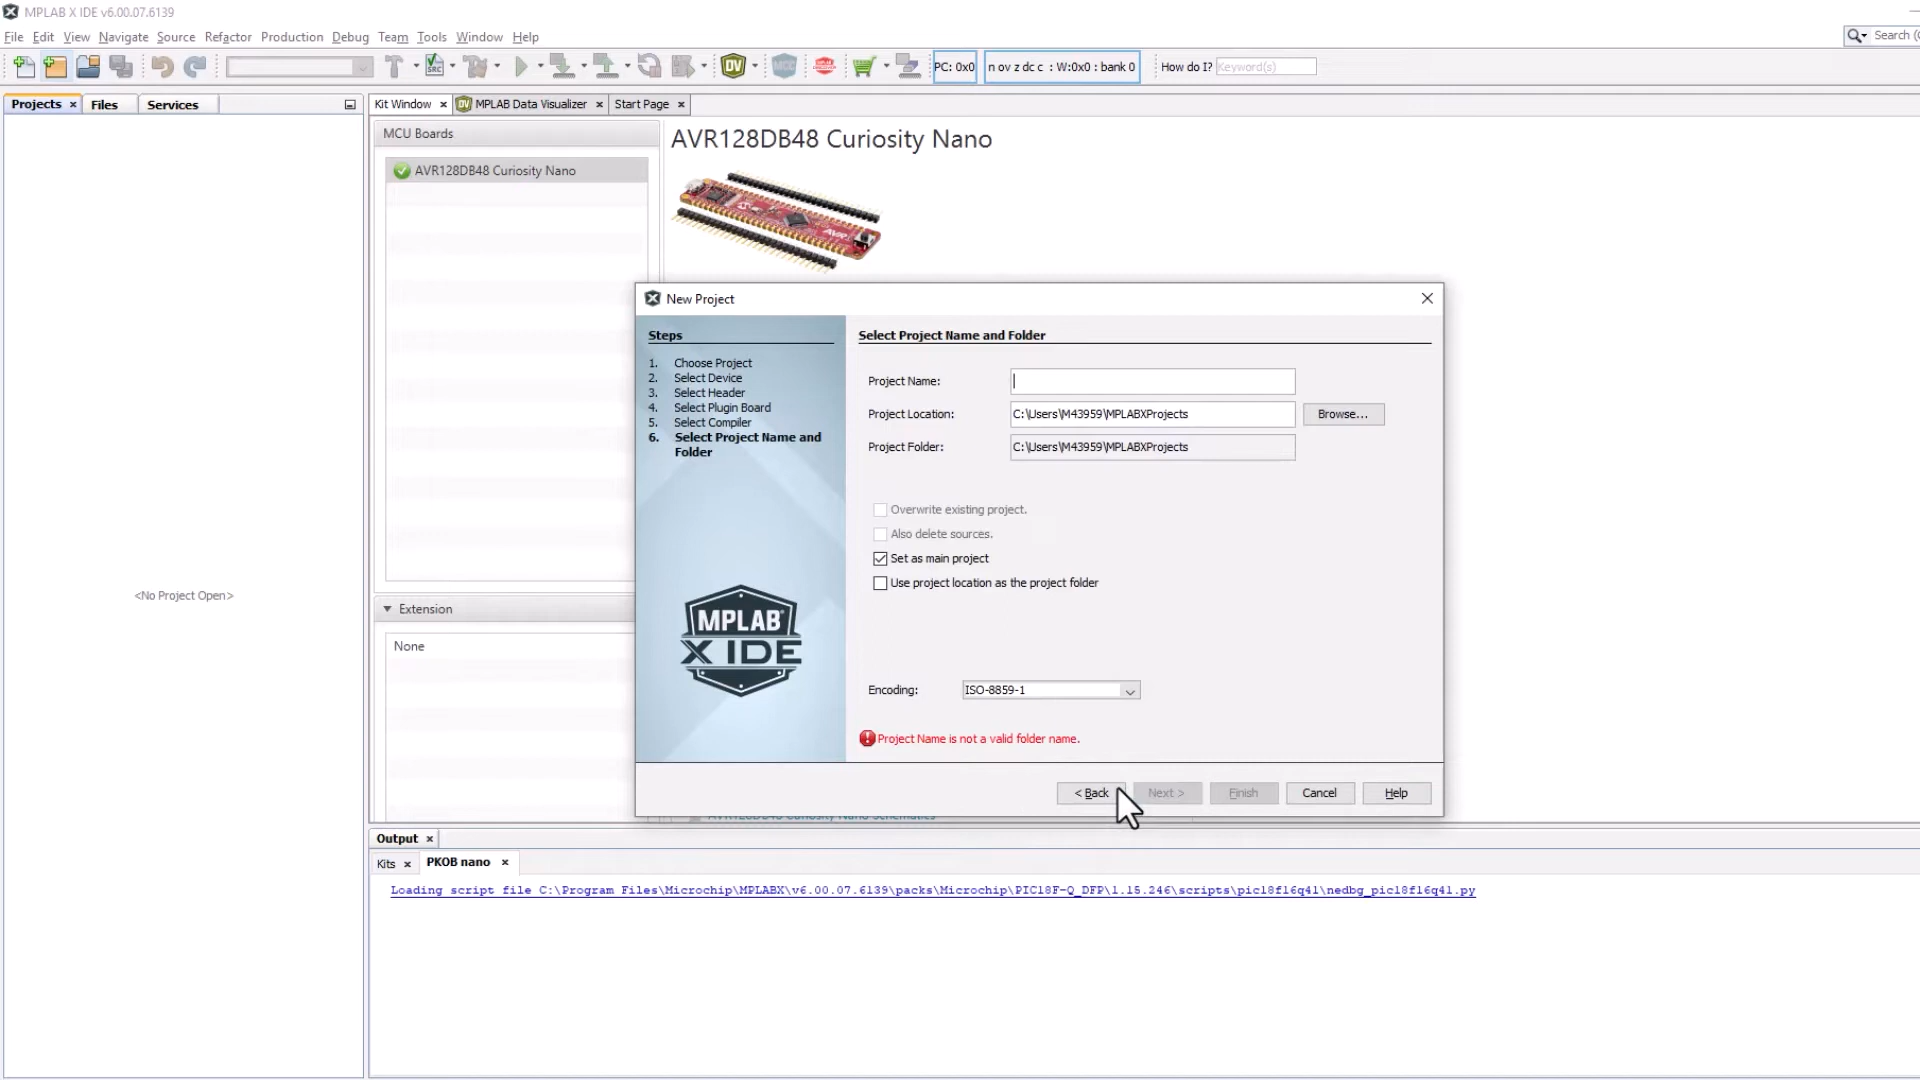 MPLAB X IDE v6.00.07.6139
File Edit View Navigate Source Refactor Production Debug Team Tools Window Help
Search
PC: 0x0 n ov z dc c : W:0x0 : bank 0 How do I? Keyword(s)
Projects Files Services
Kit Window MPLAB Data Visualizer Start Page
MCU Boards
AVR128DB48 Curiosity Nano
AVR128DB48 Curiosity Nano
New Project
Steps
1. Choose Project
2. Select Device
3. Select Header
4. Select Plugin Board
5. Select Compiler
6. Select Project Name and
Folder
MPLAB
X IDE
Select Project Name and Folder
Project Name:
Project Location: C:\Users\M43959\MPLABXProjects Browse...
Project Folder: C:\Users\M43959\MPLABXProjects
Overwrite existing project.
Also delete sources.
Set as main project
Use project location as the project folder
Encoding: ISO-8859-1
Project Name is not a valid folder name.
< Back Next > Finish Cancel Help
<No Project Open>
Extension
None
AVR128DB48 Curiosity Nano Schematics
Output
Kits PKOB nano
Loading script file C:\Program Files\Microchip\MPLABX\v6.00.07.6139\packs\Microchip\PIC18F-Q_DFP\1.15.246\scripts\pic18f16q41\nedbg_pic18f16q41.py